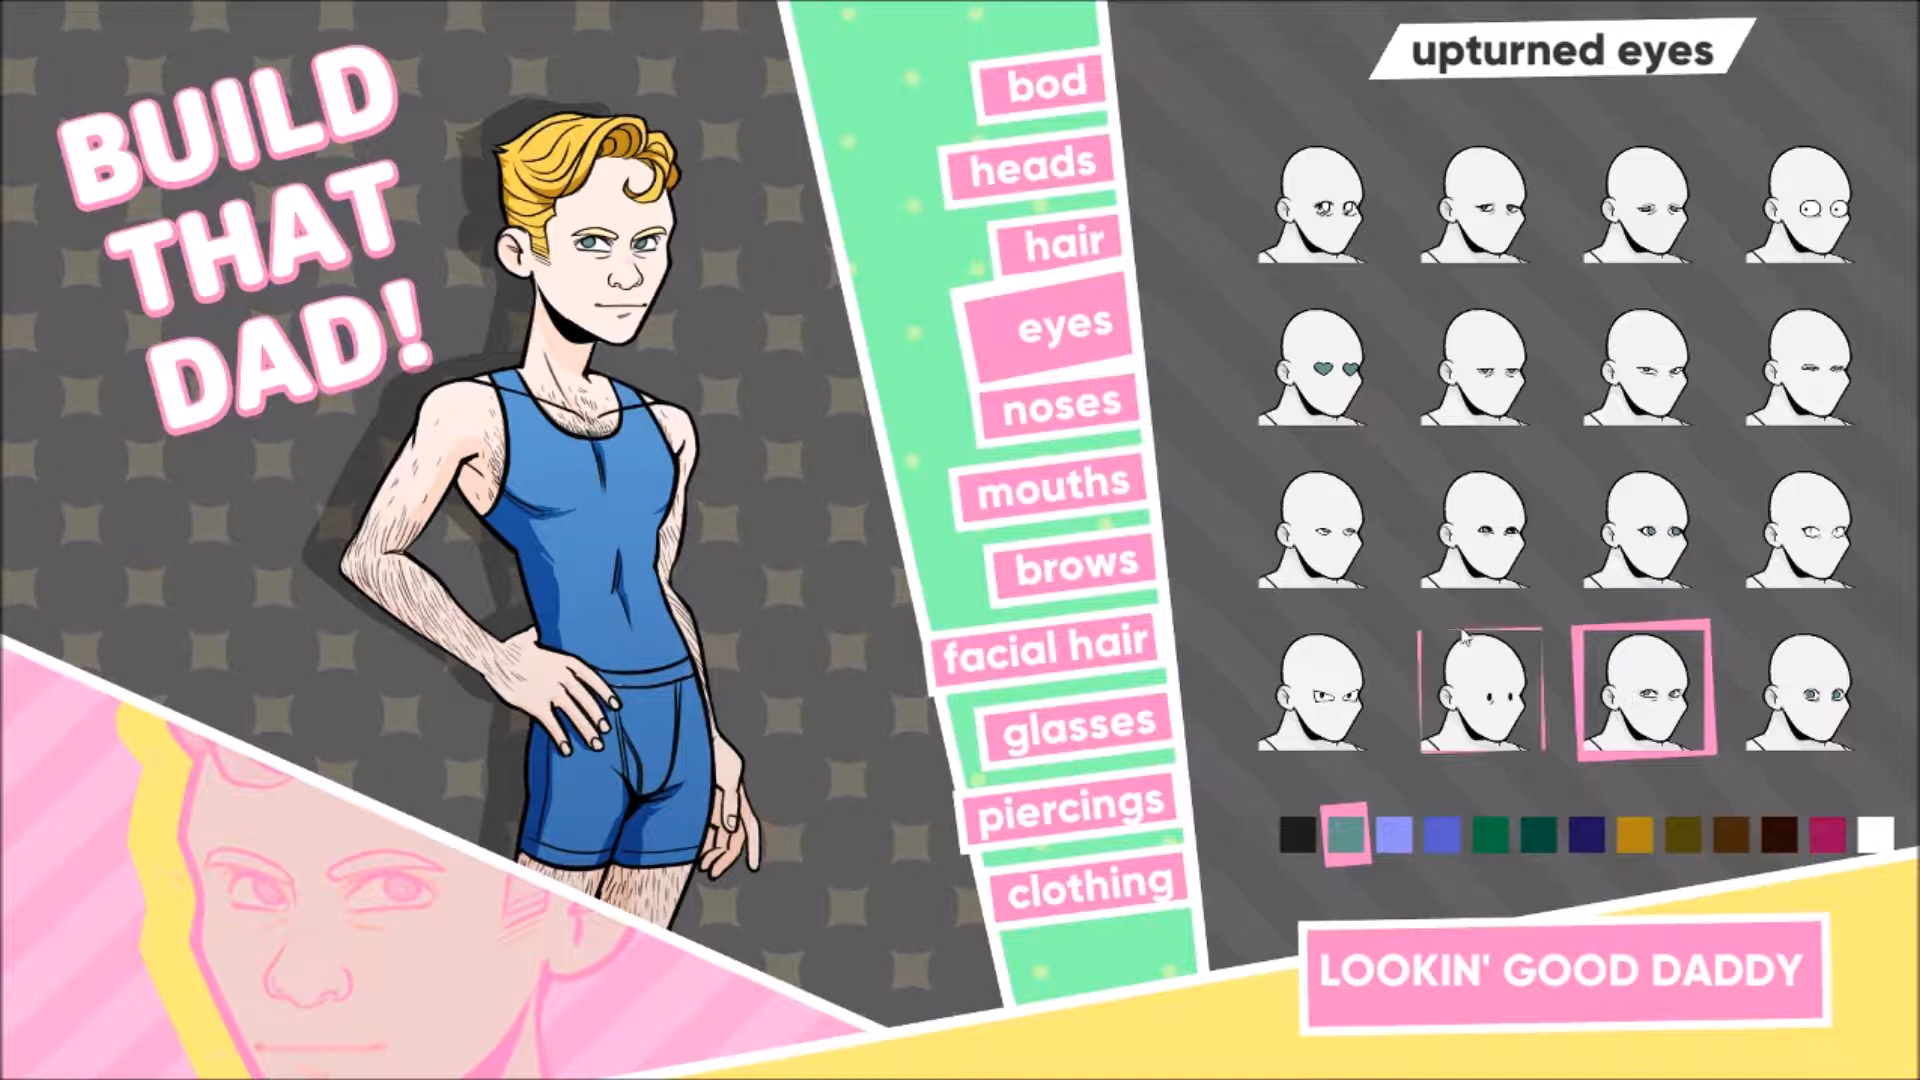 BUILD
THAT
DAD!
bod
heads
hair
eyes
noses
mouths
brows
facial hair
glasses
piercings
clothing
upturned eyes
LOOKIN' GOOD DADDY